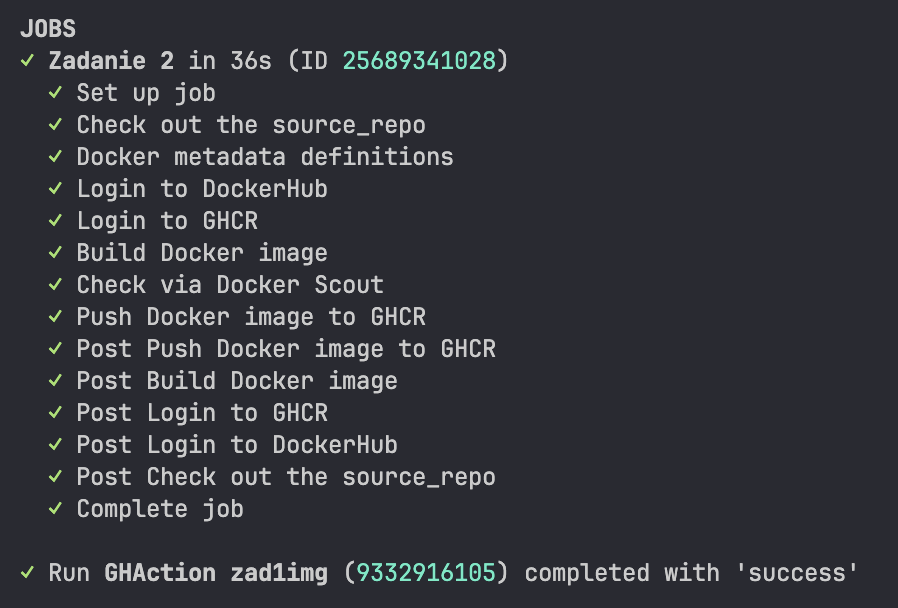 JOBS
✓ Zadanie 2 in 36s (ID 25689341028)
✓ Set up job
✓ Check out the source_repo
✓ Docker metadata definitions
✓ Login to DockerHub
✓ Login to GHCR
✓ Build Docker image
✓ Check via Docker Scout
✓ Push Docker image to GHCR
✓ Post Push Docker image to GHCR
✓ Post Build Docker image
✓ Post Login to GHCR
✓ Post Login to DockerHub
✓ Post Check out the source_repo
✓ Complete job
✓ Run GHAction zad1img (9332916105) completed with 'success'